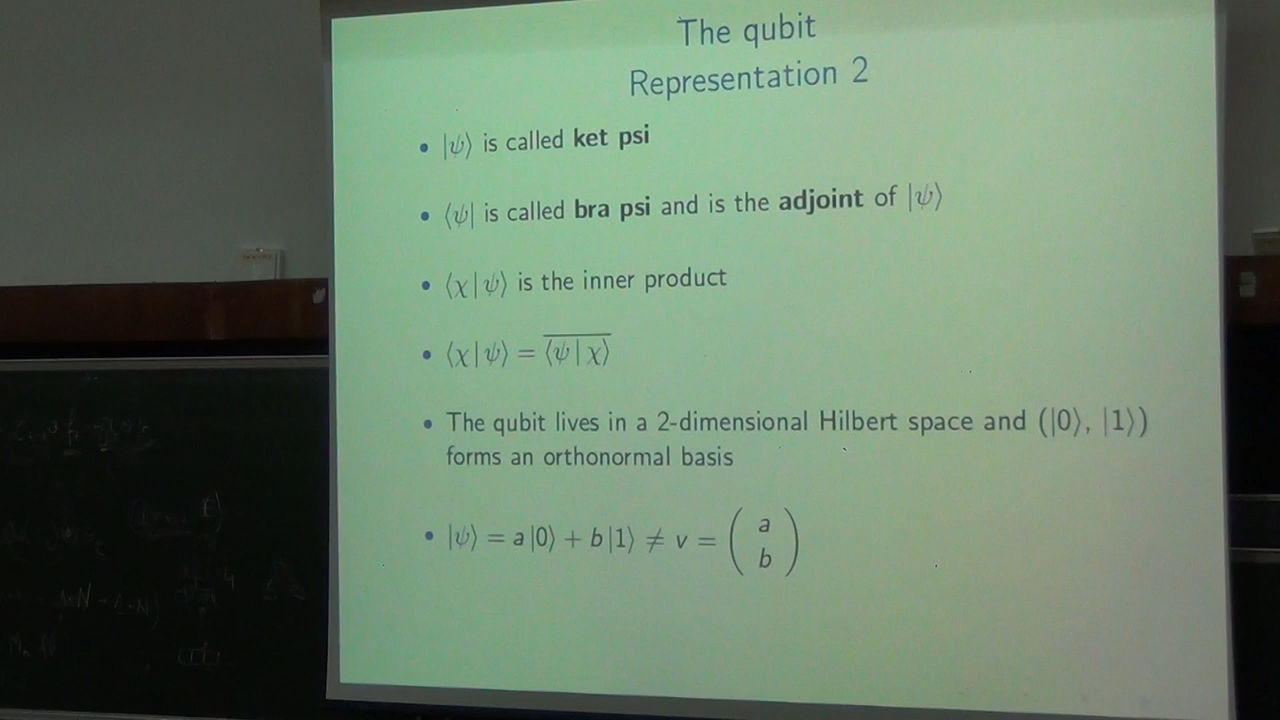 The qubit
Representation 2
• |ψ⟩ is called ket psi
• ⟨ψ| is called bra psi and is the adjoint of |ψ⟩
• ⟨χ|ψ⟩ is the inner product
• ⟨χ|ψ⟩ = \overline{⟨ψ|χ⟩}
• The qubit lives in a 2-dimensional Hilbert space and (|0⟩, |1⟩)
forms an orthonormal basis
• |ψ⟩ = a|0⟩ + b|1⟩ ≠ v = ( a
b )